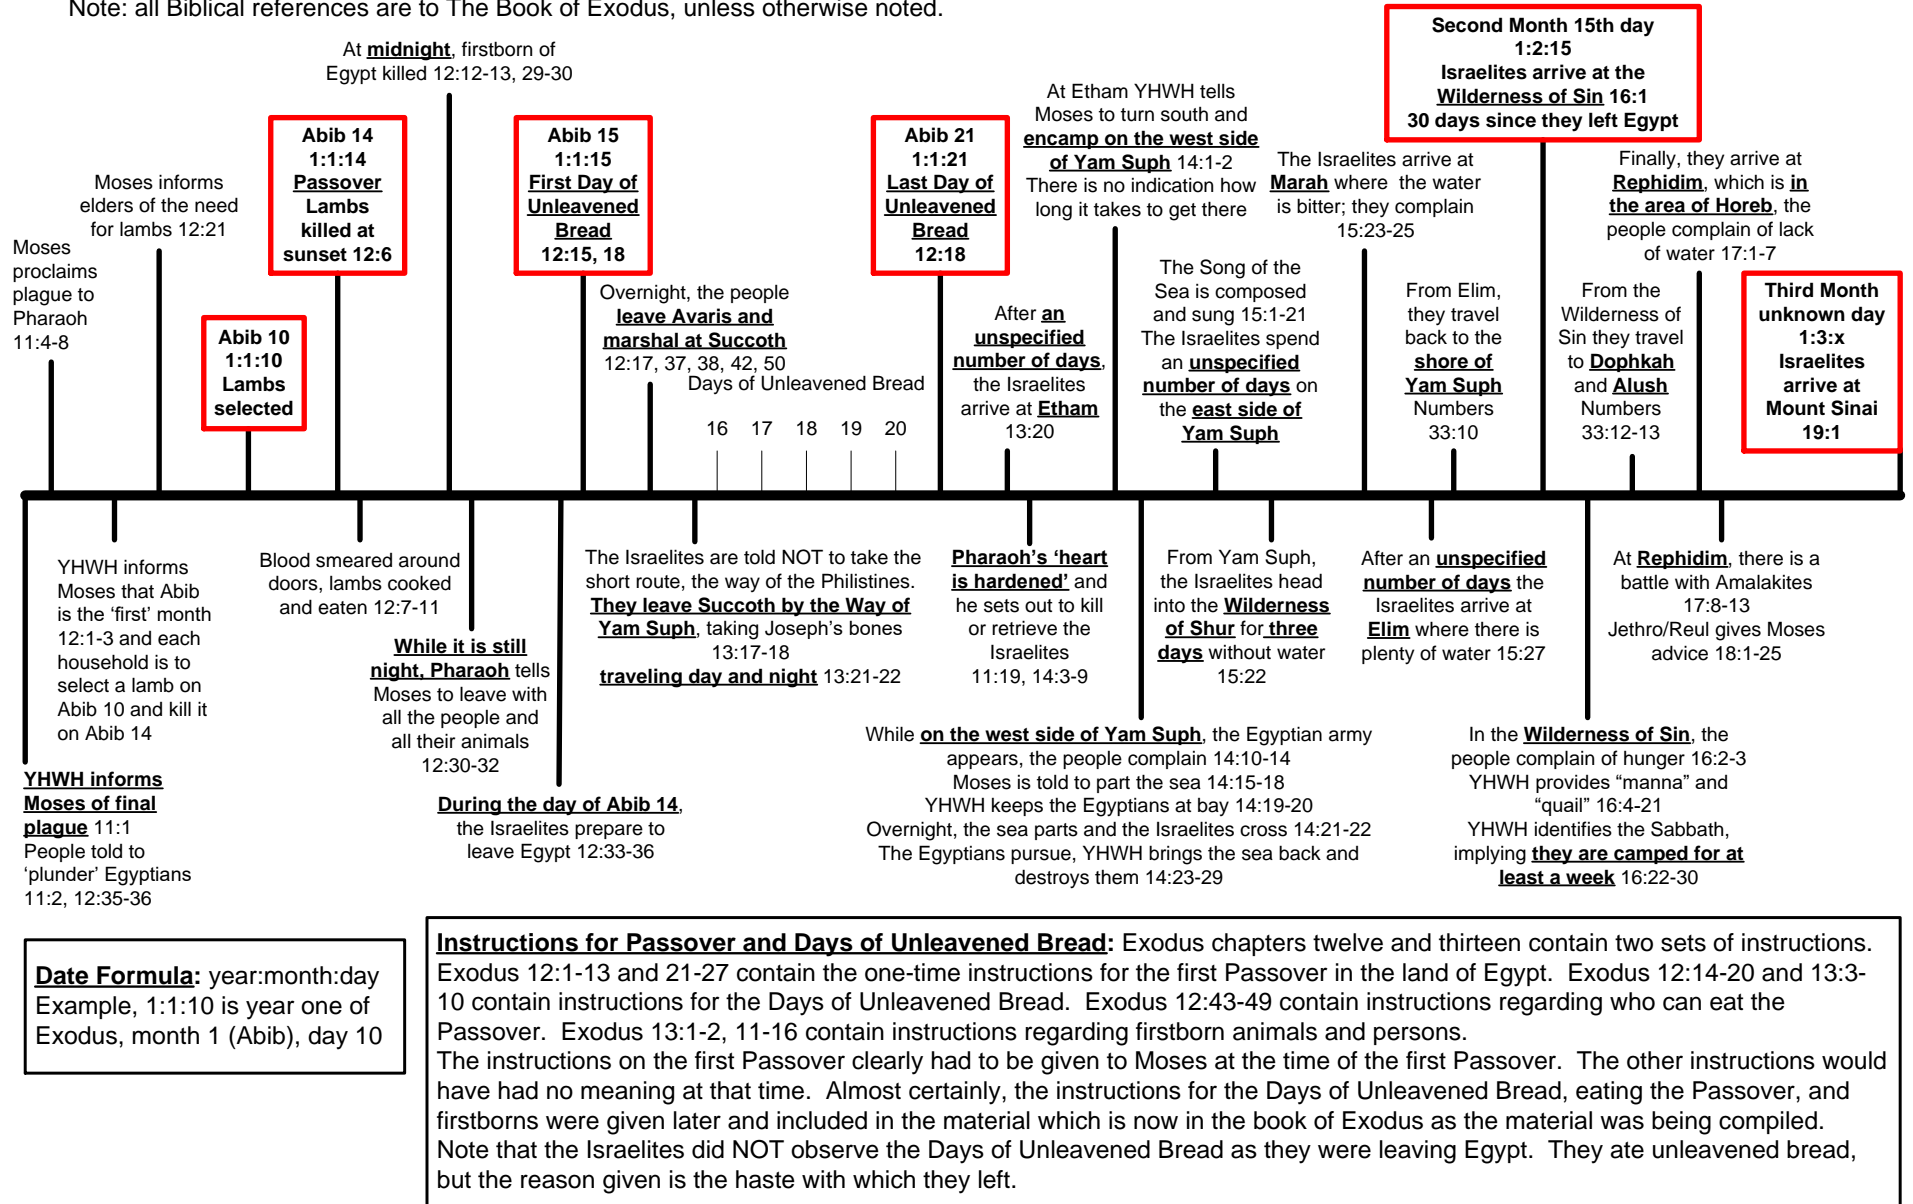 Note: all Biblical references are to The Book of Exodus, unless otherwise noted.
Moses
proclaims
plague to
Pharaoh
11:4-8
Moses informs
elders of the need
for lambs 12:21
Abib 10
1:1:10
Lambs
selected
Abib 14
1:1:14
Passover
Lambs
killed at
sunset 12:6
At midnight, firstborn of
Egypt killed 12:12-13, 29-30
Abib 15
1:1:15
First Day of
Unleavened
Bread
12:15, 18
Overnight, the people
leave Avaris and
marshal at Succoth
12:17, 37, 38, 42, 50
Days of Unleavened Bread
16 17 18 19 20
Abib 21
1:1:21
Last Day of
Unleavened
Bread
12:18
After an
unspecified
number of days,
the Israelites
arrive at Etham
13:20
At Etham YHWH tells
Moses to turn south and
encamp on the west side
of Yam Suph 14:1-2
There is no indication how
long it takes to get there
The Song of the
Sea is composed
and sung 15:1-21
The Israelites spend
an unspecified
number of days on
the east side of
Yam Suph
The Israelites arrive at
Marah where the water
is bitter; they complain
15:23-25
From Elim,
they travel
back to the
shore of
Yam Suph
Numbers
33:10
Second Month 15th day
1:2:15
Israelites arrive at the
Wilderness of Sin 16:1
30 days since they left Egypt
From the
Wilderness of
Sin they travel
to Dophkah
and Alush
Numbers
33:12-13
Finally, they arrive at
Rephidim, which is in
the area of Horeb, the
people complain of lack
of water 17:1-7
Third Month
unknown day
1:3:x
Israelites
arrive at
Mount Sinai
19:1
YHWH informs
Moses of final
plague 11:1
People told to
‘plunder’ Egyptians
11:2, 12:35-36
YHWH informs
Moses that Abib
is the ‘first’ month
12:1-3 and each
household is to
select a lamb on
Abib 10 and kill it
on Abib 14
Blood smeared around
doors, lambs cooked
and eaten 12:7-11
While it is still
night, Pharaoh tells
Moses to leave with
all the people and
all their animals
12:30-32
During the day of Abib 14,
the Israelites prepare to
leave Egypt 12:33-36
The Israelites are told NOT to take the
short route, the way of the Philistines.
They leave Succoth by the Way of
Yam Suph, taking Joseph’s bones
13:17-18
traveling day and night 13:21-22
Pharaoh’s ‘heart
is hardened’ and
he sets out to kill
or retrieve the
Israelites
11:19, 14:3-9
While on the west side of Yam Suph, the Egyptian army
appears, the people complain 14:10-14
Moses is told to part the sea 14:15-18
YHWH keeps the Egyptians at bay 14:19-20
Overnight, the sea parts and the Israelites cross 14:21-22
The Egyptians pursue, YHWH brings the sea back and
destroys them 14:23-29
From Yam Suph,
the Israelites head
into the Wilderness
of Shur for three
days without water
15:22
After an unspecified
number of days the
Israelites arrive at
Elim where there is
plenty of water 15:27
In the Wilderness of Sin, the
people complain of hunger 16:2-3
YHWH provides “manna” and
“quail” 16:4-21
YHWH identifies the Sabbath,
implying they are camped for at
least a week 16:22-30
At Rephidim, there is a
battle with Amalakites
17:8-13
Jethro/Reul gives Moses
advice 18:1-25
Date Formula: year:month:day
Example, 1:1:10 is year one of
Exodus, month 1 (Abib), day 10
Instructions for Passover and Days of Unleavened Bread: Exodus chapters twelve and thirteen contain two sets of instructions.
Exodus 12:1-13 and 21-27 contain the one-time instructions for the first Passover in the land of Egypt. Exodus 12:14-20 and 13:3-
10 contain instructions for the Days of Unleavened Bread. Exodus 12:43-49 contain instructions regarding who can eat the
Passover. Exodus 13:1-2, 11-16 contain instructions regarding firstborn animals and persons.
The instructions on the first Passover clearly had to be given to Moses at the time of the first Passover. The other instructions would
have had no meaning at that time. Almost certainly, the instructions for the Days of Unleavened Bread, eating the Passover, and
firstborns were given later and included in the material which is now in the book of Exodus as the material was being compiled.
Note that the Israelites did NOT observe the Days of Unleavened Bread as they were leaving Egypt. They ate unleavened bread,
but the reason given is the haste with which they left.